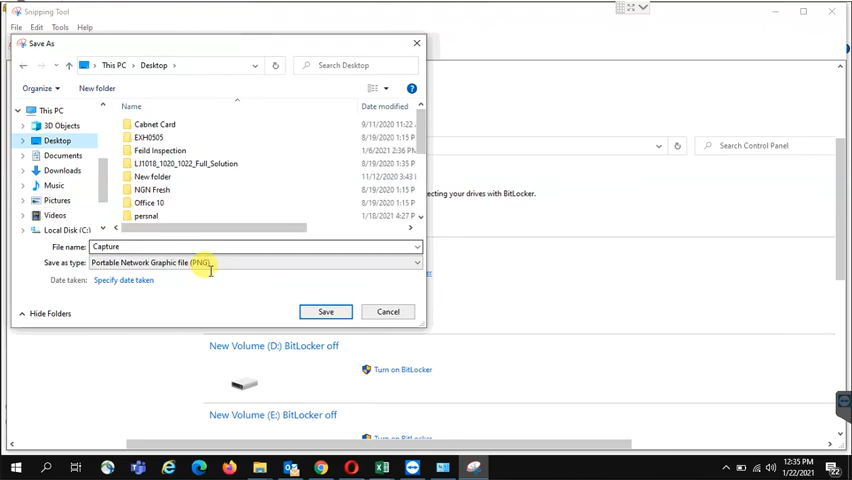 Snipping Tool
File Edit Tools Help
Save As
This PC Desktop
Search Desktop
Organize New folder
Name Date modified
This PC
3D Objects
Desktop
Documents
Downloads
Music
Pictures
Videos
Local Disk (C:)
Cabnet Card 9/11/2020 11:22
EXH0505 8/19/2020 1:15 P
Feild Inspection 1/6/2021 2:36 PM
LJ1018_1020_1022_Full_Solution 8/19/2020 1:35 P
New folder 11/12/2020 3:43
NGN Fresh 8/19/2020 1:15 P
Office 10 8/19/2020 1:15 P
persnal 1/18/2021 4:27 P
File name: Capture
Save as type: Portable Network Graphic file (PNG)
Date taken: Specify date taken
Hide Folders Save Cancel
Search Control Panel
ecting your drives with BitLocker.
New Volume (D:) BitLocker off
Turn on BitLocker
New Volume (E:) BitLocker off
12:35 PM
1/22/2021
22